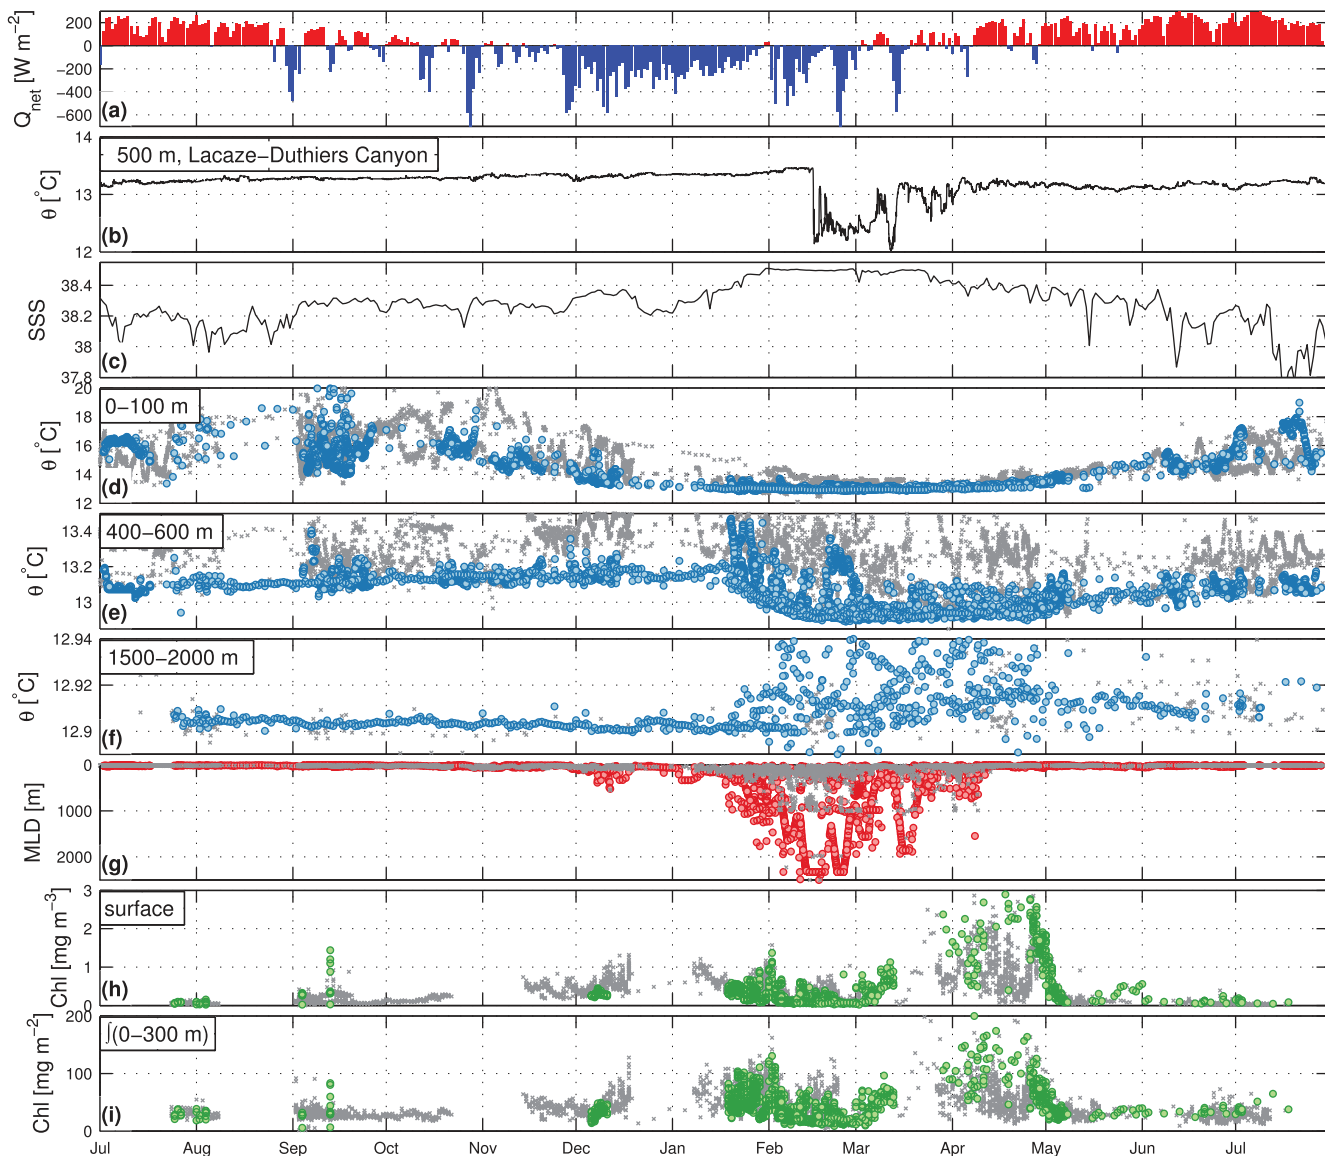 200
0
−200
−400
−600
Q_net [W m⁻²]
(a)
14
13
12
θ [°C]
500 m, Lacaze−Duthiers Canyon
(b)
38.4
38.2
38
37.8
SSS
(c)
20
18
16
14
12
θ [°C]
0−100 m
(d)
13.4
13.2
13
θ [°C]
400−600 m
(e)
12.94
12.92
12.9
θ [°C]
1500−2000 m
(f)
0
1000
2000
MLD [m]
(g)
3
2
1
0
Chl [mg m⁻³]
surface
(h)
200
100
0
Chl [mg m⁻²]
∫(0−300 m)
(i)
Jul Aug Sep Oct Nov Dec Jan Feb Mar Apr May Jun Jul